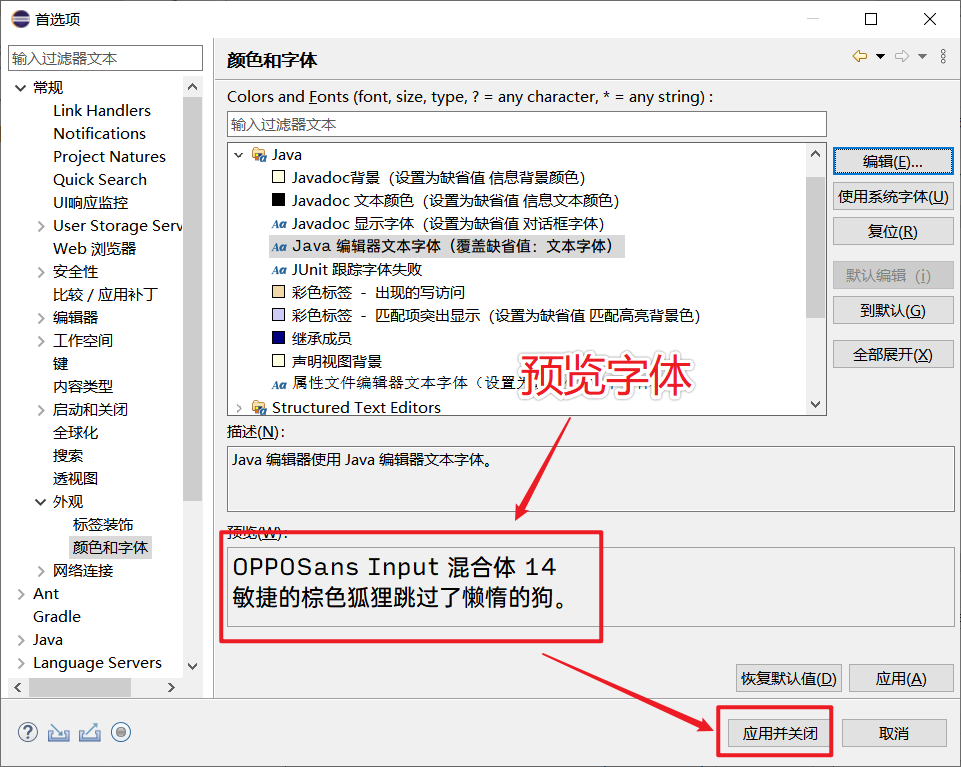 首选项
输入过滤器文本
常规
Link Handlers
Notifications
Project Natures
Quick Search
UI响应监控
User Storage Serv
Web 浏览器
安全性
比较 / 应用补丁
编辑器
工作空间
键
内容类型
启动和关闭
全球化
搜索
透视图
外观
标签装饰
颜色和字体
网络连接
Ant
Gradle
Java
Language Servers
颜色和字体
Colors and Fonts (font, size, type, ? = any character, * = any string) :
输入过滤器文本
Java
Javadoc背景（设置为缺省值 信息背景颜色）
Javadoc 文本颜色（设置为缺省值 信息文本颜色）
Javadoc 显示字体（设置为缺省值 对话框字体）
Java 编辑器文本字体（覆盖缺省值：文本字体）
JUnit 跟踪字体失败
彩色标签 - 出现的写访问
彩色标签 - 匹配项突出显示（设置为缺省值 匹配高亮背景色）
继承成员
声明视图背景
属性文件编辑器文本字体（设置为
Structured Text Editors
编辑(E)...
使用系统字体(U)
复位(R)
默认编辑 (i)
到默认(G)
全部展开(X)
预览字体
描述(N)：
Java 编辑器使用 Java 编辑器文本字体。
预览(W)：
OPPOSans Input 混合体 14
敏捷的棕色狐狸跳过了懒惰的狗。
恢复默认值(D)
应用(A)
应用并关闭
取消